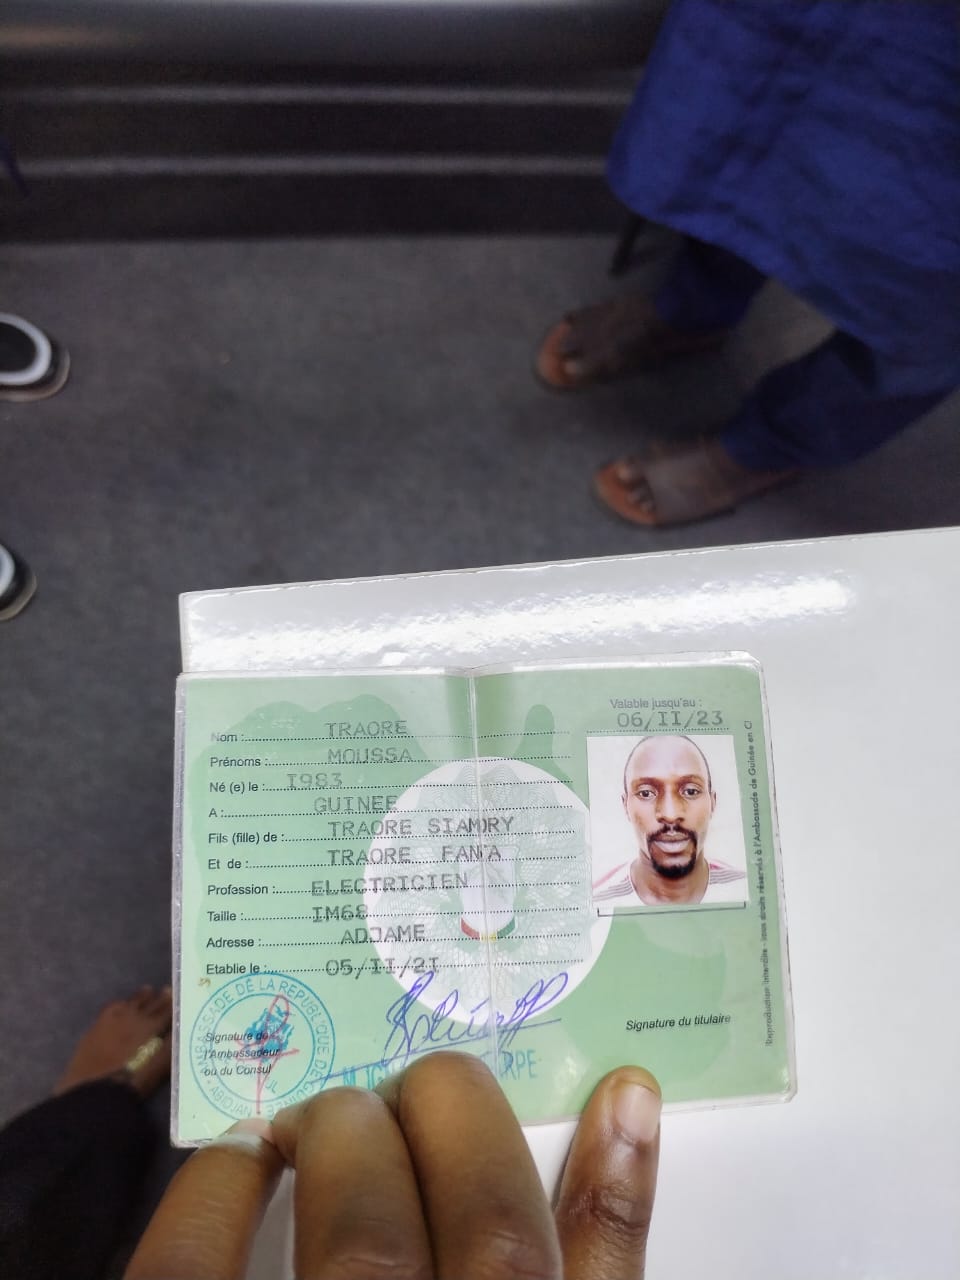 Valable jusqu'au :
06/II/23
Nom : TRAORE
Prénoms : MOUSSA
Né (e) le : I983
A : GUINEE
Fils (fille) de : TRAORE SIAMORY
Et de : TRAORE FANTA
Profession : ELECTRICIEN
Taille : IM68
Adresse : ADJAME
Etablie le : 05/II/2I
Signature de
l'Ambassadeur
ou du Consul
AMBASSADE DE LA REPUBLIQUE DE GUINEE
ABIDJAN
Signature du titulaire
Reproduction interdite - tous droits réservés à l'Ambassade de Guinée en CI